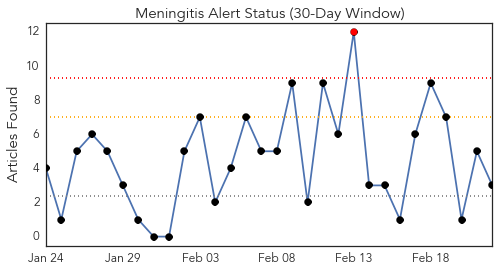 Meningitis Alert Status (30-Day Window)
Articles Found
12
10
8
6
4
2
0
Jan 24 Jan 29 Feb 03 Feb 08 Feb 13 Feb 18